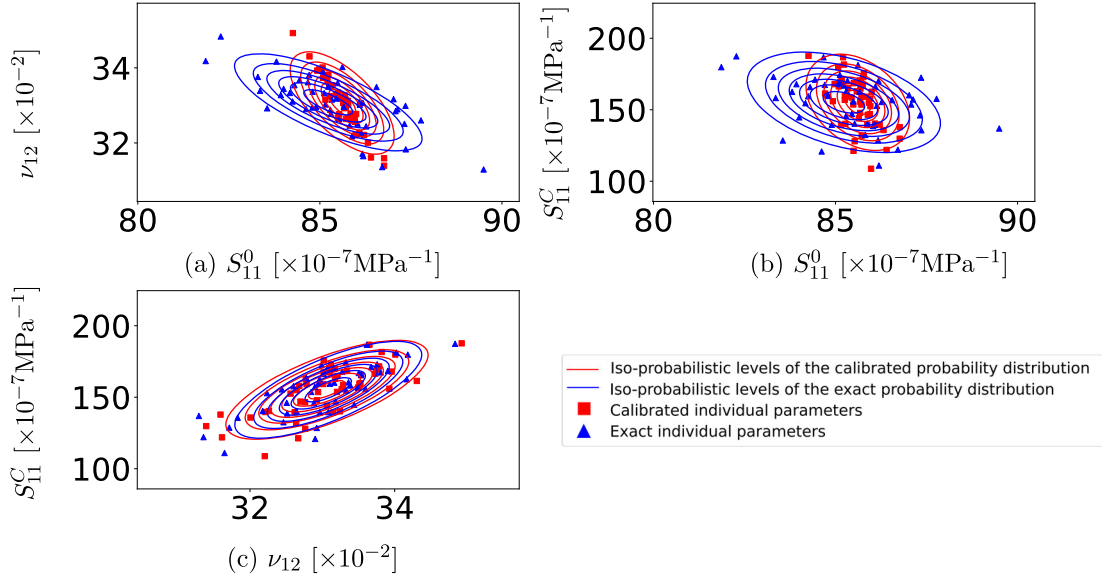 ν₁₂ [×10⁻²]
34
32
80 85 90
(a) S⁰₁₁ [×10⁻⁷MPa⁻¹]
S^C₁₁ [×10⁻⁷MPa⁻¹]
200
100
80 85 90
(b) S⁰₁₁ [×10⁻⁷MPa⁻¹]
S^C₁₁ [×10⁻⁷MPa⁻¹]
200
150
100
32 34
(c) ν₁₂ [×10⁻²]
Iso-probabilistic levels of the calibrated probability distribution
Iso-probabilistic levels of the exact probability distribution
Calibrated individual parameters
Exact individual parameters